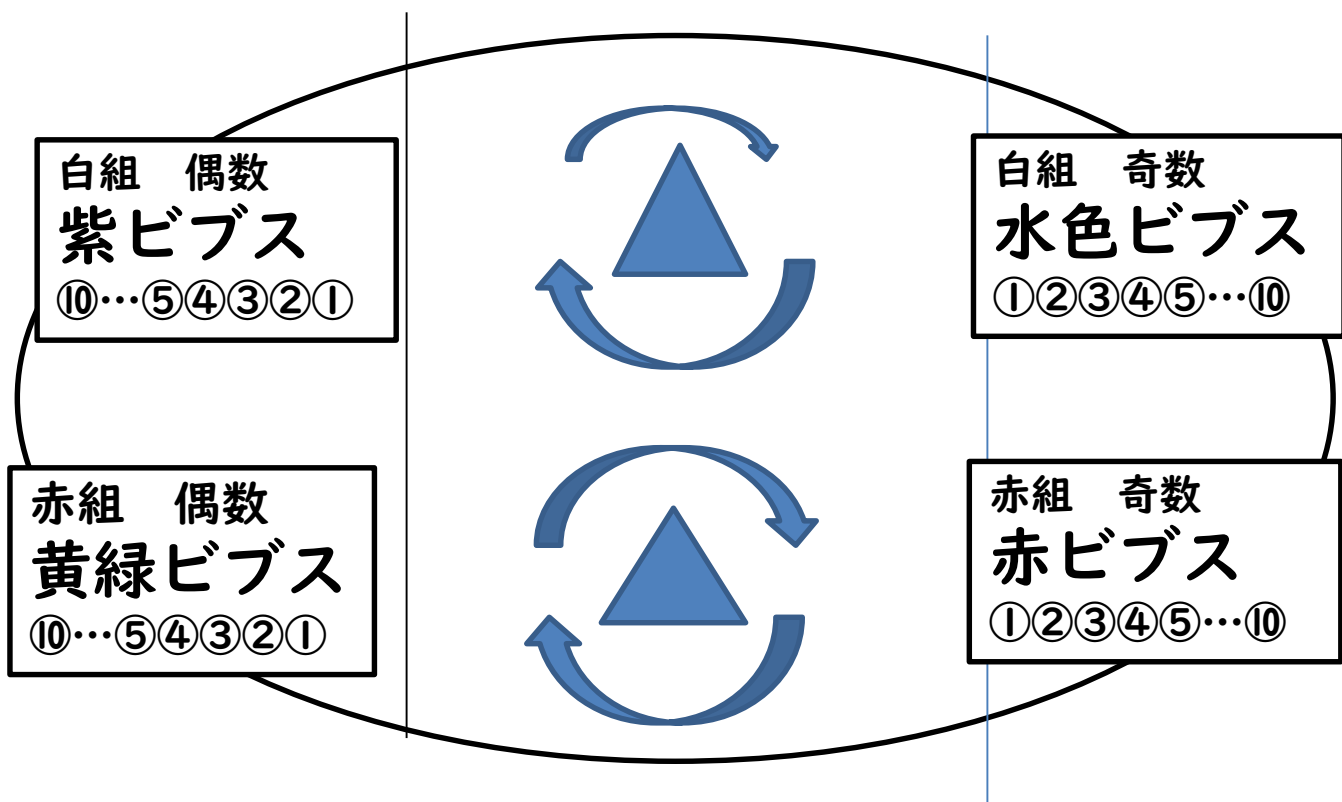 白組　偶数
紫ビブス
⑩…⑤④③②①
白組　奇数
水色ビブス
①②③④⑤…⑩
赤組　偶数
黄緑ビブス
⑩…⑤④③②①
赤組　奇数
赤ビブス
①②③④⑤…⑩